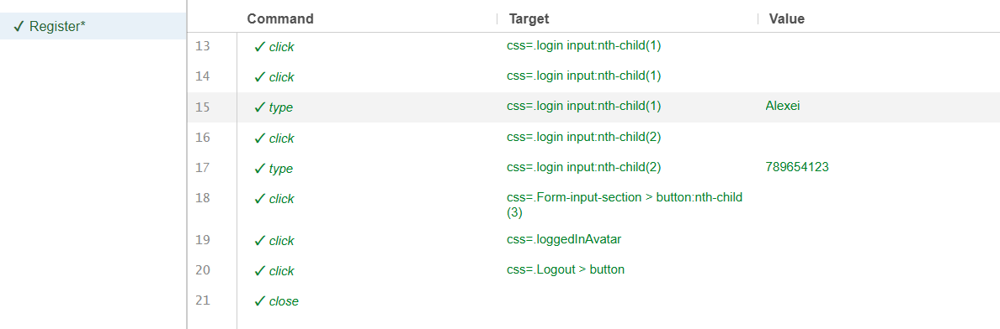 Command Target Value
✓ Register*
13 ✓ click css=.login input:nth-child(1)
14 ✓ click css=.login input:nth-child(1)
15 ✓ type css=.login input:nth-child(1) Alexei
16 ✓ click css=.login input:nth-child(2)
17 ✓ type css=.login input:nth-child(2) 789654123
18 ✓ click css=.Form-input-section > button:nth-child
(3)
19 ✓ click css=.loggedInAvatar
20 ✓ click css=.Logout > button
21 ✓ close